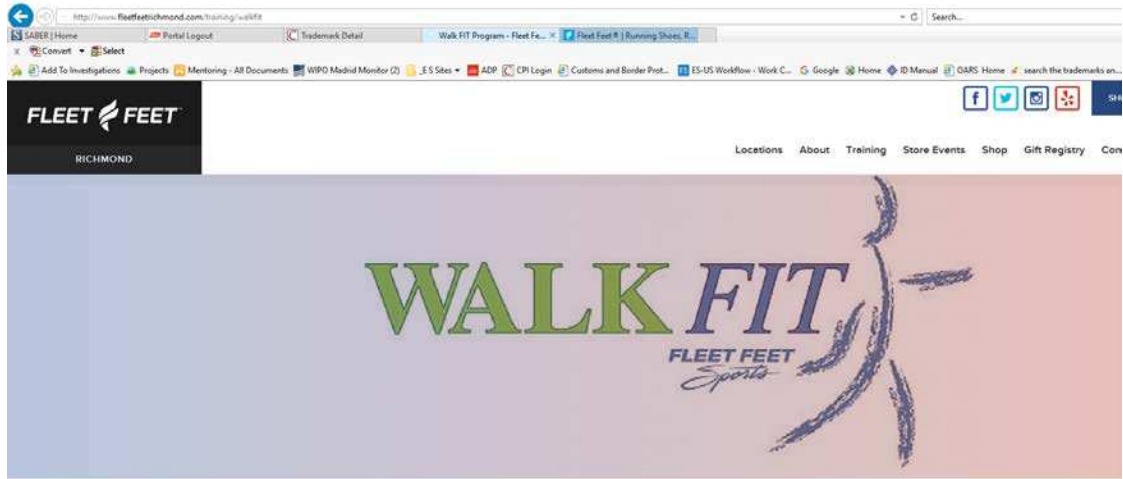 http://www.fleetfeetrichmond.com/training/walkfit
Search...
SABER | Home
Portal Logout
Trademark Detail
Walk FIT Program - Fleet Fe...
Fleet Feet ® | Running Shoes, R...
x Convert Select
Add To Investigations Projects Mentoring - All Documents WIPO Madrid Monitor (2) _E S Sites ADP CPI Login Customs and Border Prot... ES-US Workflow - Work C... Google Home ID Manual OARS Home search the trademarks an...
FLEET FEET
RICHMOND
Locations About Training Store Events Shop Gift Registry
WALK FIT
FLEET FEET
Sports